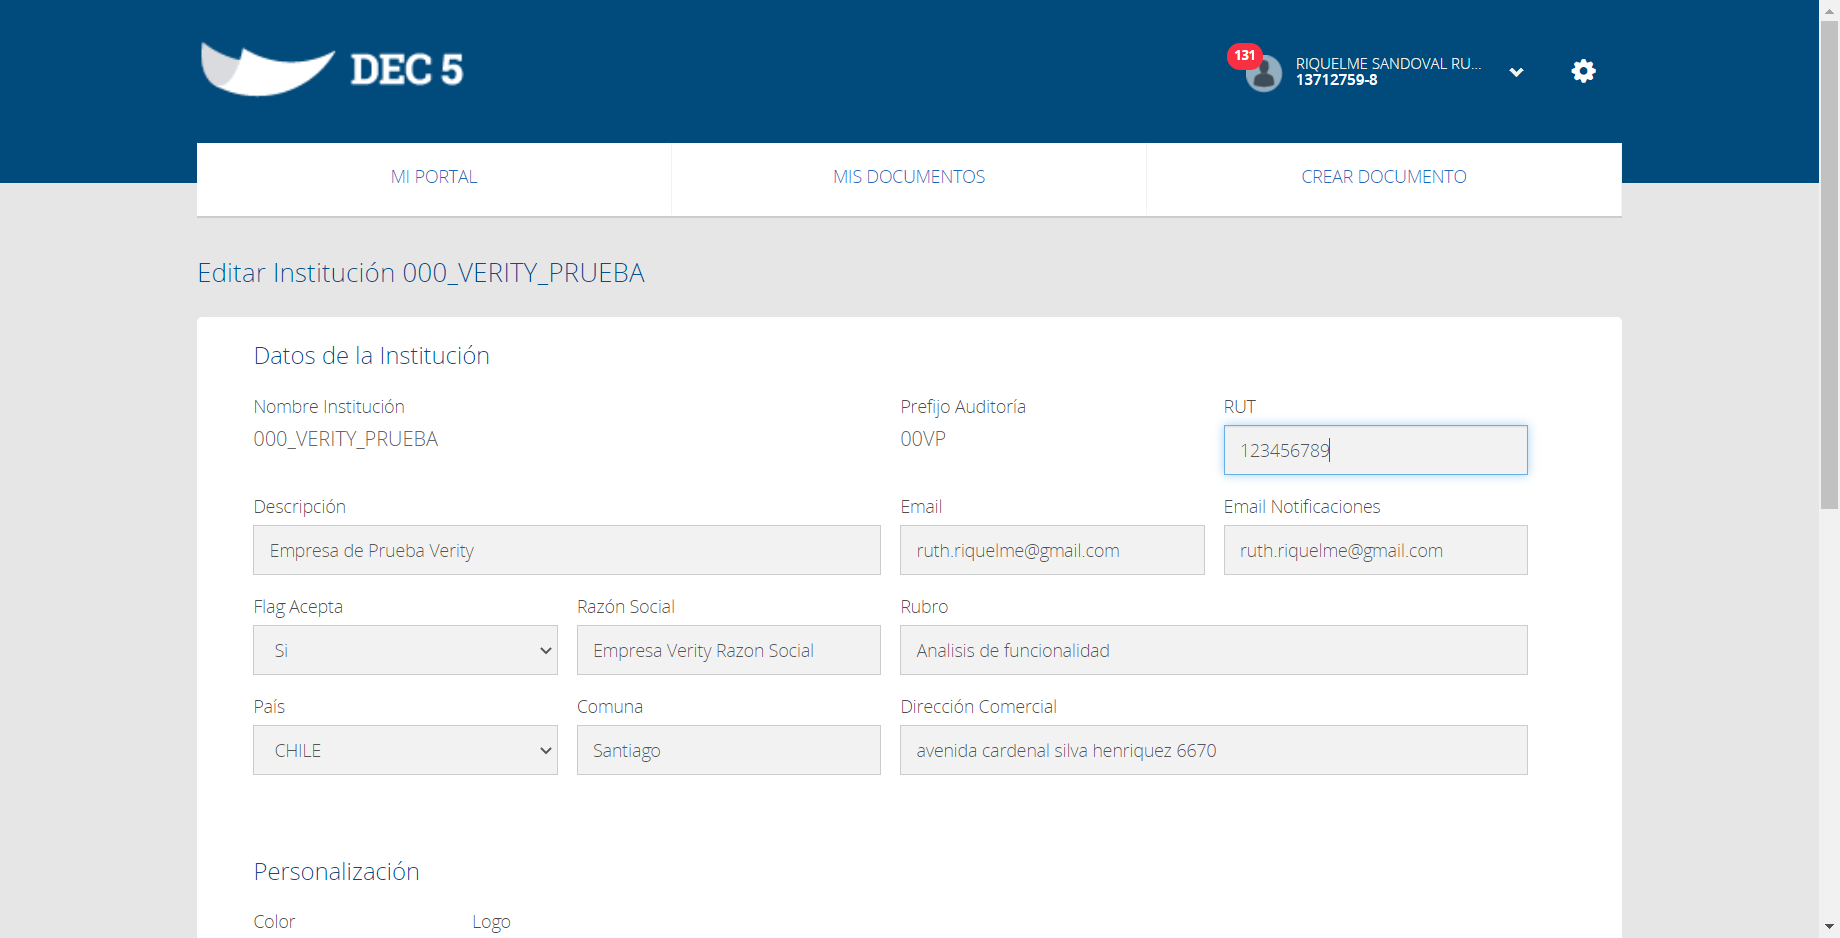 DEC 5
131
RIQUELME SANDOVAL RU...
13712759-8
MI PORTAL
MIS DOCUMENTOS
CREAR DOCUMENTO
Editar Institución 000_VERITY_PRUEBA
Datos de la Institución
Nombre Institución
Prefijo Auditoría
RUT
000_VERITY_PRUEBA
00VP
123456789
Descripción
Email
Email Notificaciones
Empresa de Prueba Verity
ruth.riquelme@gmail.com
ruth.riquelme@gmail.com
Flag Acepta
Razón Social
Rubro
Si
Empresa Verity Razon Social
Analisis de funcionalidad
País
Comuna
Dirección Comercial
CHILE
Santiago
avenida cardenal silva henriquez 6670
Personalización
Color
Logo